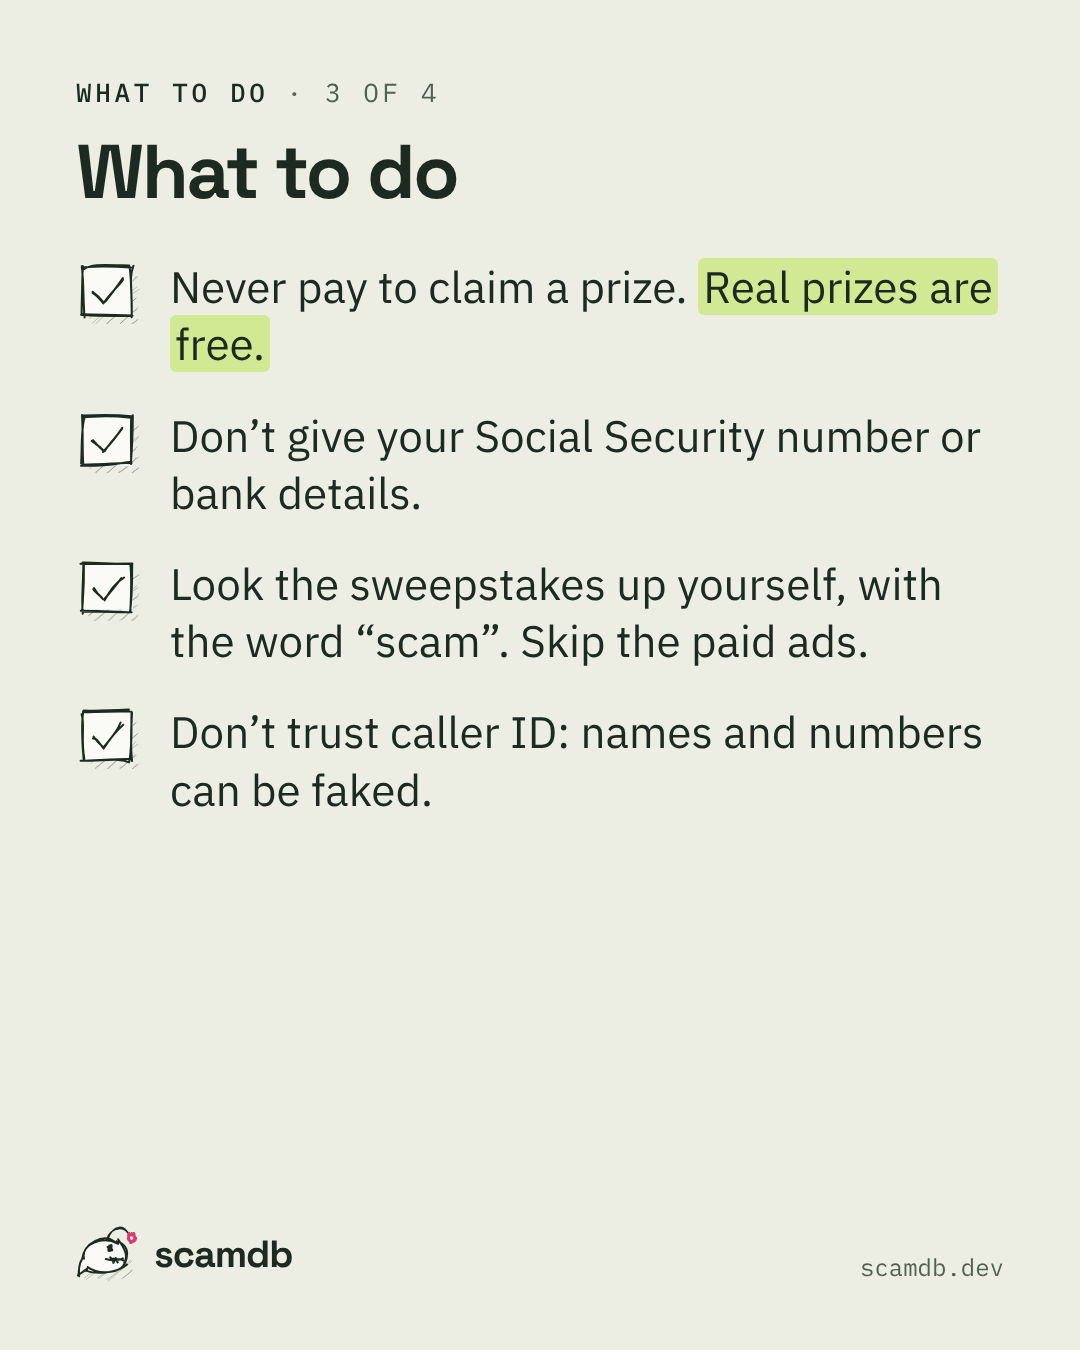 WHAT TO DO · 3 OF 4
What to do
Never pay to claim a prize. Real prizes are
free.
Don’t give your Social Security number or
bank details.
Look the sweepstakes up yourself, with
the word “scam”. Skip the paid ads.
Don’t trust caller ID: names and numbers
can be faked.
scamdb
scamdb.dev